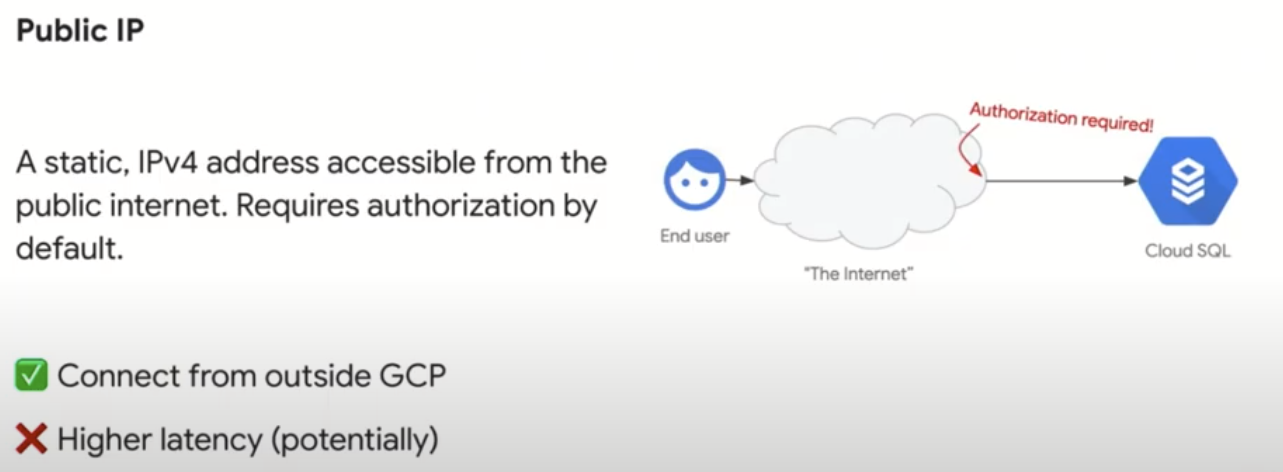 Public IP
A static, IPv4 address accessible from the
public internet. Requires authorization by
default.
Authorization required!
End user
"The Internet"
Cloud SQL
✅ Connect from outside GCP
❌ Higher latency (potentially)